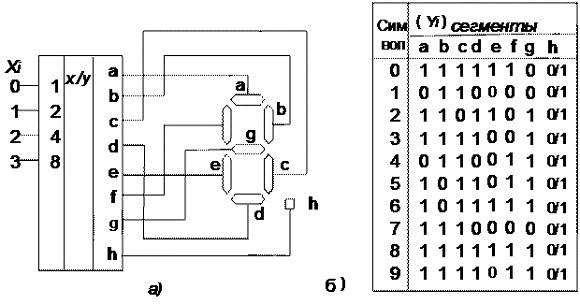 Xi
x/y
0 1
1 2
2 4
3 8
a
b
c
d
e
f
g
h
a
b
g
e
c
d
h
а)
б)
Сим
вол
(Yi) сегменты
a b c d e f g h
0 1 1 1 1 1 1 0 0/1
1 0 1 1 0 0 0 0 0/1
2 1 1 0 1 1 0 1 0/1
3 1 1 1 1 0 0 1 0/1
4 0 1 1 0 0 1 1 0/1
5 1 0 1 1 0 1 1 0/1
6 1 0 1 1 1 1 1 0/1
7 1 1 1 0 0 0 0 0/1
8 1 1 1 1 1 1 1 0/1
9 1 1 1 1 0 1 1 0/1